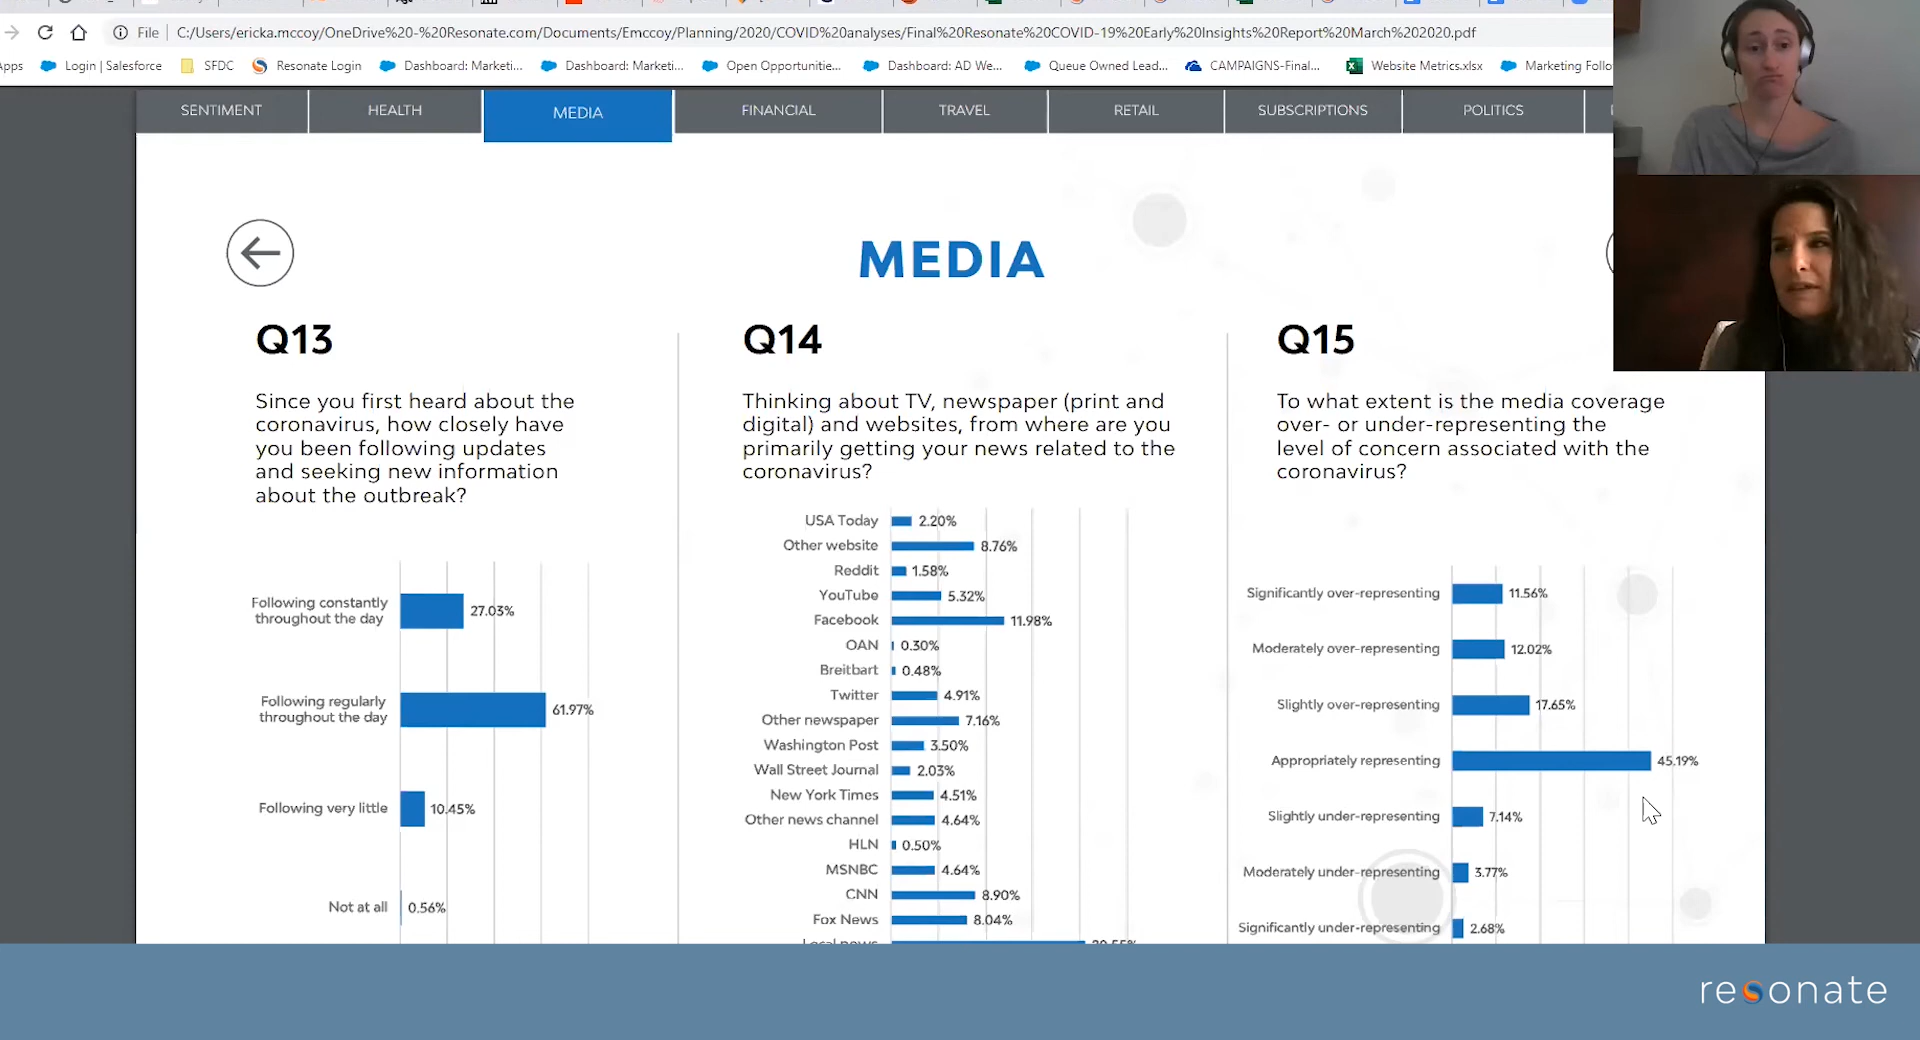 File C:/Users/ericka.mccoy/OneDrive%20-%20Resonate.com/Documents/Emccoy/Planning/2020/COVID%20analyses/Final%20Resonate%20COVID-19%20Early%20Insights%20Report%20March%202020.pdf
Apps Login | Salesforce SFDC Resonate Login Dashboard: Marketi... Dashboard: Marketi... Open Opportunitie... Dashboard: AD We... Queue Owned Lead... CAMPAIGNS-Final... Website Metrics.xlsx Marketing Follo
SENTIMENT HEALTH MEDIA FINANCIAL TRAVEL RETAIL SUBSCRIPTIONS POLITICS
MEDIA
Q13
Since you first heard about the
coronavirus, how closely have
you been following updates
and seeking new information
about the outbreak?
Following constantly
throughout the day 27.03%
Following regularly
throughout the day 61.97%
Following very little 10.45%
Not at all 0.56%
Q14
Thinking about TV, newspaper (print and
digital) and websites, from where are you
primarily getting your news related to the
coronavirus?
USA Today 2.20%
Other website 8.76%
Reddit 1.58%
YouTube 5.32%
Facebook 11.98%
OAN 0.30%
Breitbart 0.48%
Twitter 4.91%
Other newspaper 7.16%
Washington Post 3.50%
Wall Street Journal 2.03%
New York Times 4.51%
Other news channel 4.64%
HLN 0.50%
MSNBC 4.64%
CNN 8.90%
Fox News 8.04%
Local news
Q15
To what extent is the media coverage
over- or under-representing the
level of concern associated with the
coronavirus?
Significantly over-representing 11.56%
Moderately over-representing 12.02%
Slightly over-representing 17.65%
Appropriately representing 45.19%
Slightly under-representing 7.14%
Moderately under-representing 3.77%
Significantly under-representing 2.68%
resonate